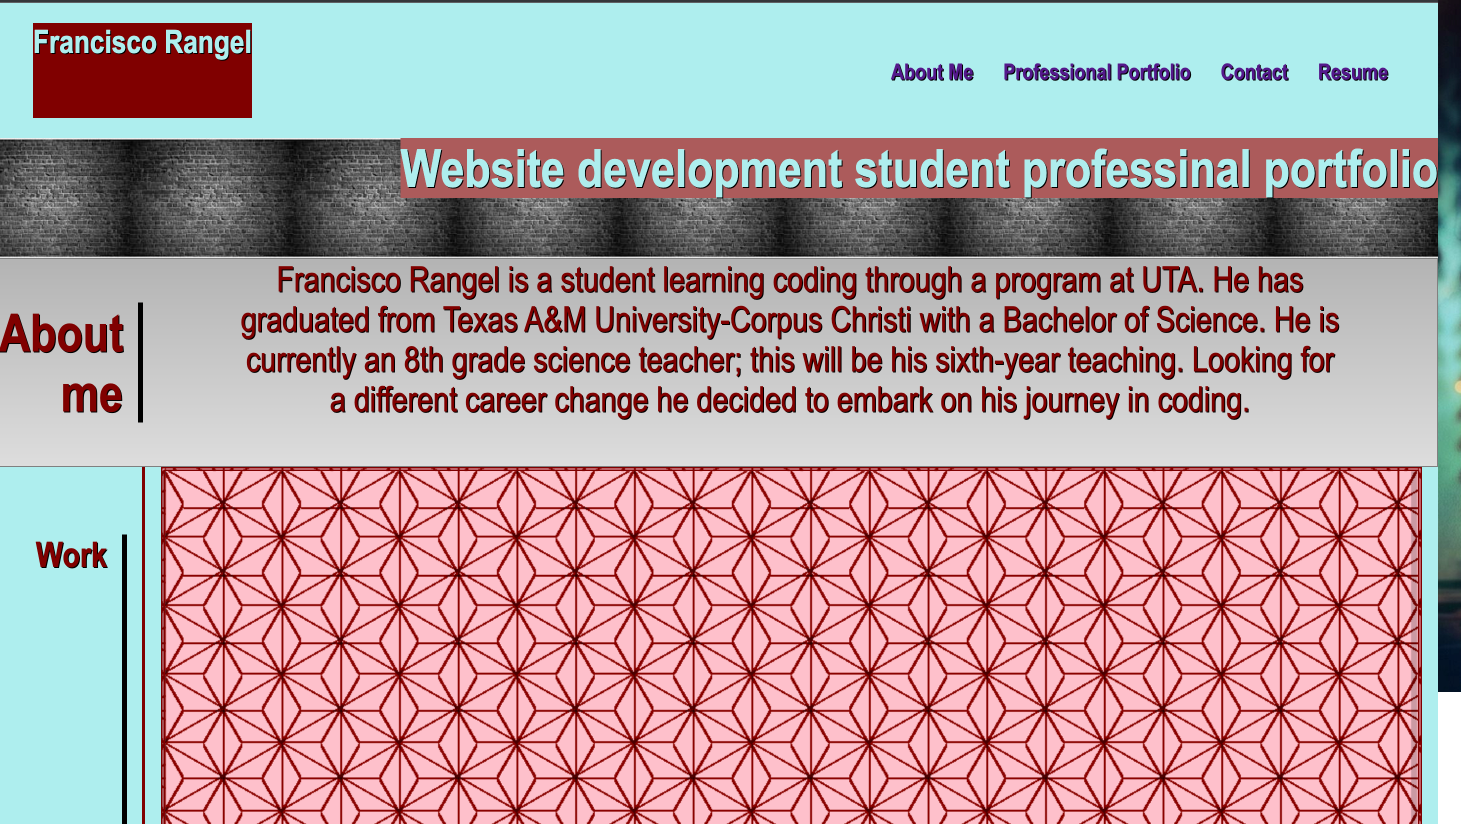 Francisco Rangel
About Me Professional Portfolio Contact Resume
Website development student professinal portfolio
Francisco Rangel is a student learning coding through a program at UTA. He has
graduated from Texas A&M University-Corpus Christi with a Bachelor of Science. He is
currently an 8th grade science teacher; this will be his sixth-year teaching. Looking for
a different career change he decided to embark on his journey in coding.
About
me
Work